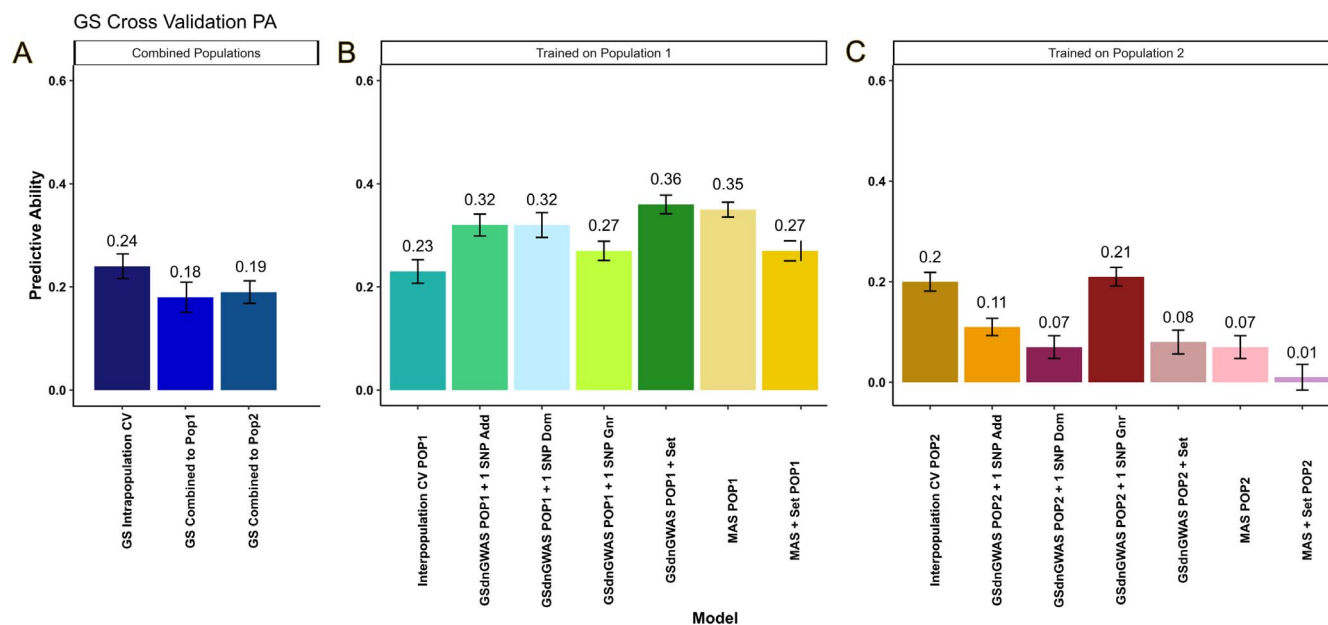 GS Cross Validation PA
A
Combined Populations
B
Trained on Population 1
C
Trained on Population 2
Predictive Ability
0.6
0.4
0.2
0.0
0.24
0.18
0.19
GS Intrapopulation CV
GS Combined to Pop1
GS Combined to Pop2
0.6
0.4
0.2
0.0
0.23
0.32
0.32
0.27
0.36
0.35
0.27
Interpopulation CV POP1
GSdnGWAS POP1 + 1 SNP Add
GSdnGWAS POP1 + 1 SNP Dom
GSdnGWAS POP1 + 1 SNP Gnr
GSdnGWAS POP1 + Set
MAS POP1
MAS + Set POP1
0.6
0.4
0.2
0.0
0.2
0.11
0.07
0.21
0.08
0.07
0.01
Interpopulation CV POP2
GSdnGWAS POP2 + 1 SNP Add
GSdnGWAS POP2 + 1 SNP Dom
GSdnGWAS POP2 + 1 SNP Gnr
GSdnGWAS POP2 + Set
MAS POP2
MAS + Set POP2
Model